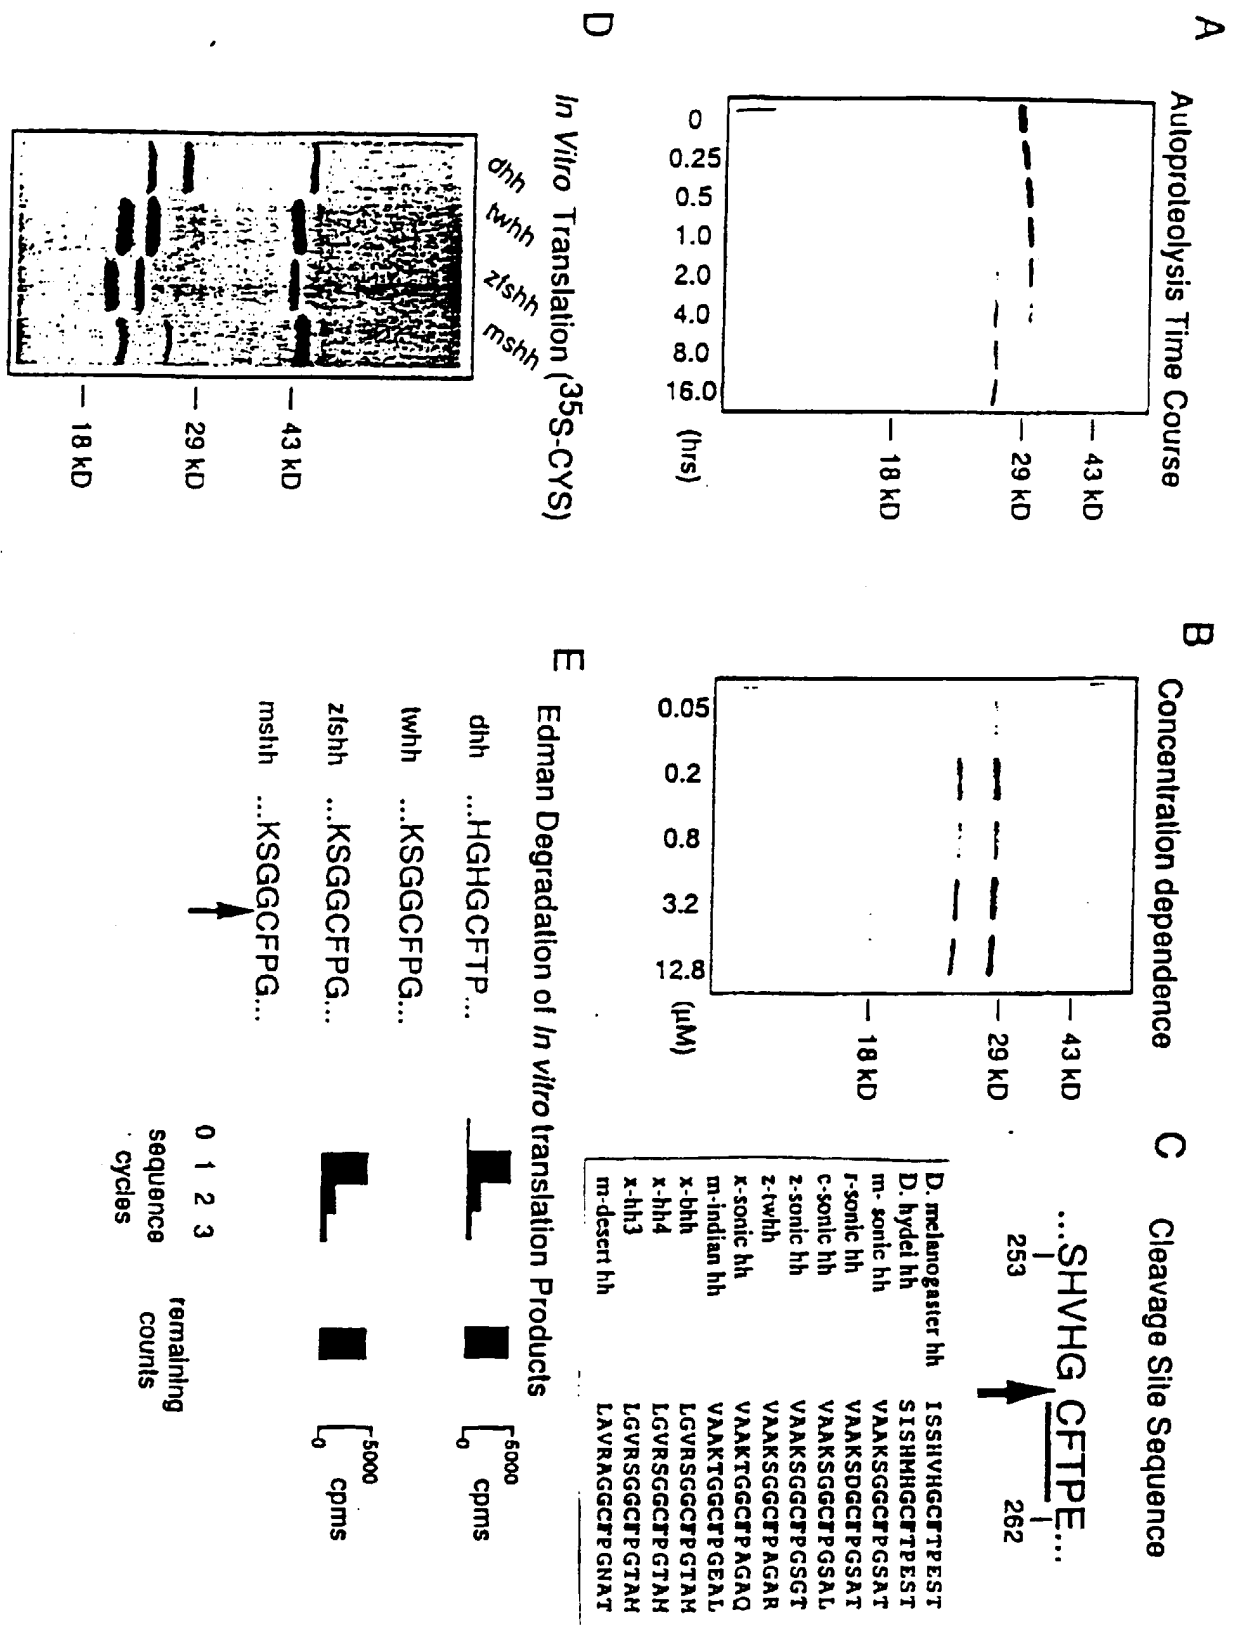 A
Autoproteolysis Time Course
0
0.25
0.5
1.0
2.0
4.0
8.0
16.0
(hrs)
43 kD
29 kD
18 kD
B
Concentration dependence
0.05
0.2
0.8
3.2
12.8
(µM)
43 kD
29 kD
18 kD
C
Cleavage Site Sequence
...SHVHG CFTPE...
253
262
D. melanogaster hh ISSHVHGCFTPEST
D. hydei hh SISHMHGCFTPEST
m- sonic hh VAAKSGGCFPGSAT
r-sonic hh VAAKSDGCFPGSAT
c-sonic hh VAAKSGGCFPGSAL
z-sonic hh VAAKSGGCFPGSGT
z-twhh VAAKSGGCFPAGAR
x-sonic hh VAAKTGGCFPAGAQ
m-indian hh VAAKTGGCFPGEAL
x-bhh LGVRSGGCFPGTAM
x-hh4 LGVRSGGCFPGTAM
x-hh3 LGVRSGGCFPGTAM
m-desert hh LAVRAGGCFPGNAT
D
In Vitro Translation (35S-CYS)
dhh
twhh
zfshh
mshh
43 kD
29 kD
18 kD
E
Edman Degradation of In vitro translation Products
dhh ...HGHGCFTP...
twhh ...KSGGCFPG...
zfshh ...KSGGCFPG...
mshh ...KSGGCFPG...
5000
0
cpms
5000
0
cpms
0 1 2 3
sequence
cycles
remaining
counts